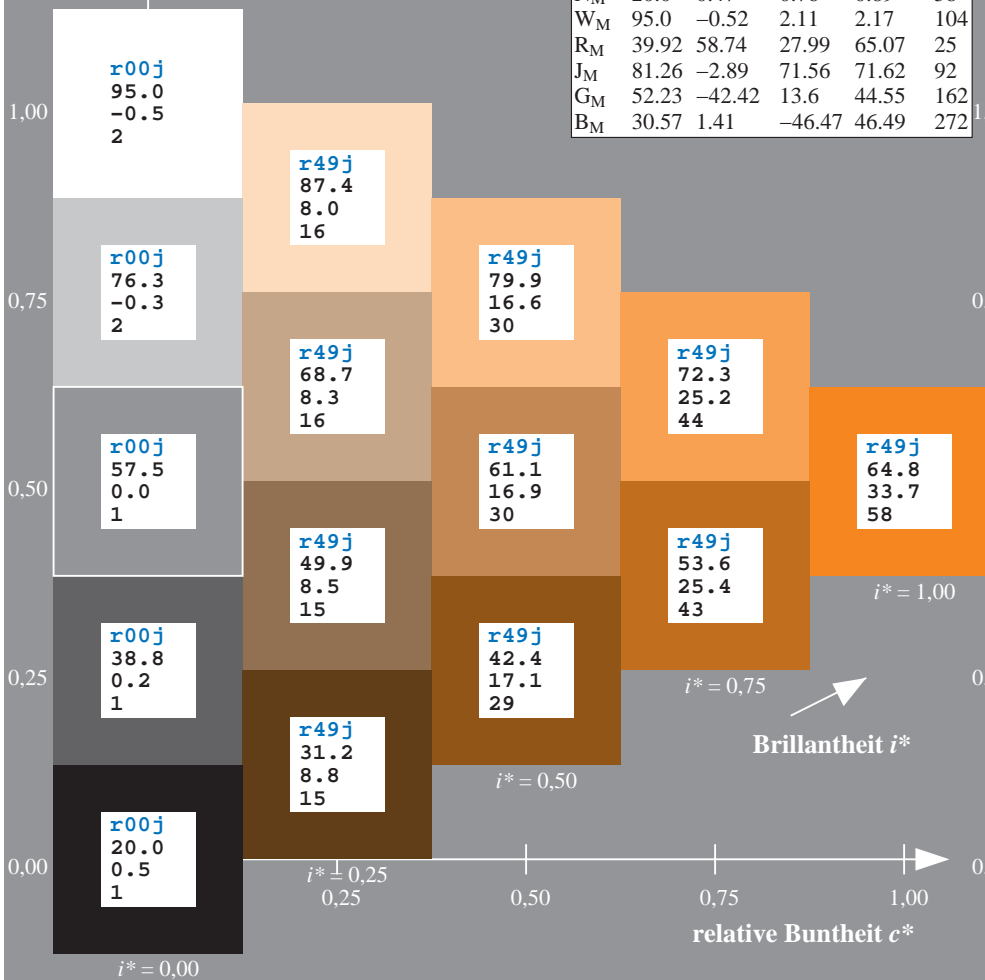 W_M 95.0 −0.52 2.11 2.17 104
R_M 39.92 58.74 27.99 65.07 25
J_M 81.26 −2.89 71.56 71.62 92
G_M 52.23 −42.42 13.6 44.55 162
B_M 30.57 1.41 −46.47 46.49 272
1,00
0,75
0,50
0,25
0,00
r00j
95.0
−0.5
2
r00j
76.3
−0.3
2
r00j
57.5
0.0
1
r00j
38.8
0.2
1
r00j
20.0
0.5
1
i* = 0,00
r49j
87.4
8.0
16
r49j
68.7
8.3
16
r49j
49.9
8.5
15
r49j
31.2
8.8
15
i* = 0,25
r49j
79.9
16.6
30
r49j
61.1
16.9
30
r49j
42.4
17.1
29
i* = 0,50
r49j
72.3
25.2
44
r49j
53.6
25.4
43
i* = 0,75
r49j
64.8
33.7
58
i* = 1,00
Brillantheit i*
0,25 0,50 0,75 1,00
relative Buntheit c*